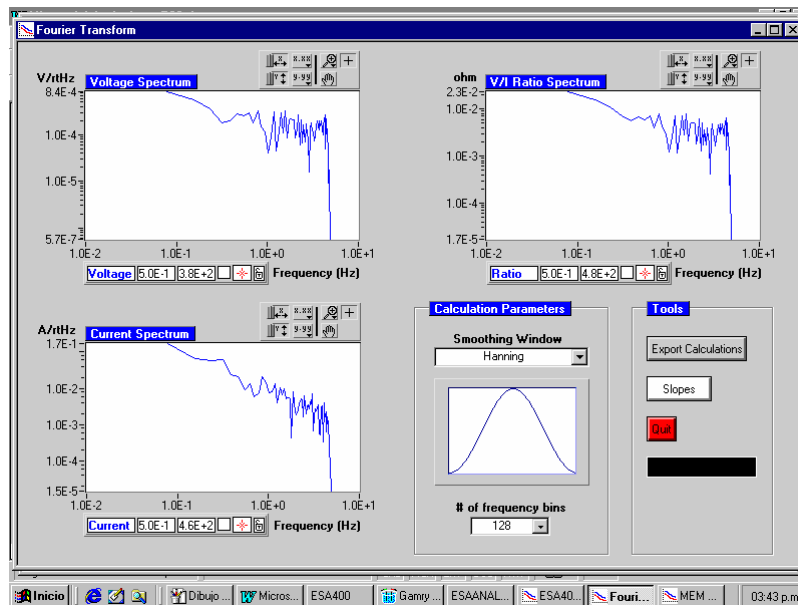 Fourier Transform
V/rtHz
Voltage Spectrum
8.4E-4
1.0E-4
1.0E-5
5.7E-7
1.0E-2 1.0E-1 1.0E+0 1.0E+1
Voltage 5.0E-1 3.8E+2 Frequency (Hz)
ohm
V/I Ratio Spectrum
2.3E-2
1.0E-2
1.0E-3
1.0E-4
1.7E-5
1.0E-2 1.0E-1 1.0E+0 1.0E+1
Ratio 5.0E-1 4.8E+2 Frequency (Hz)
A/rtHz
Current Spectrum
1.7E-1
1.0E-2
1.0E-3
1.0E-4
1.5E-5
1.0E-2 1.0E-1 1.0E+0 1.0E+1
Current 5.0E-1 4.6E+2 Frequency (Hz)
Calculation Parameters
Smoothing Window
Hanning
# of frequency bins
128
Tools
Export Calculations
Slopes
Quit
Inicio Dibujo ... Micros... ESA400 Gamry ... ESAANAL... ESA40... Fouri... MEM ... 03:43 p.m